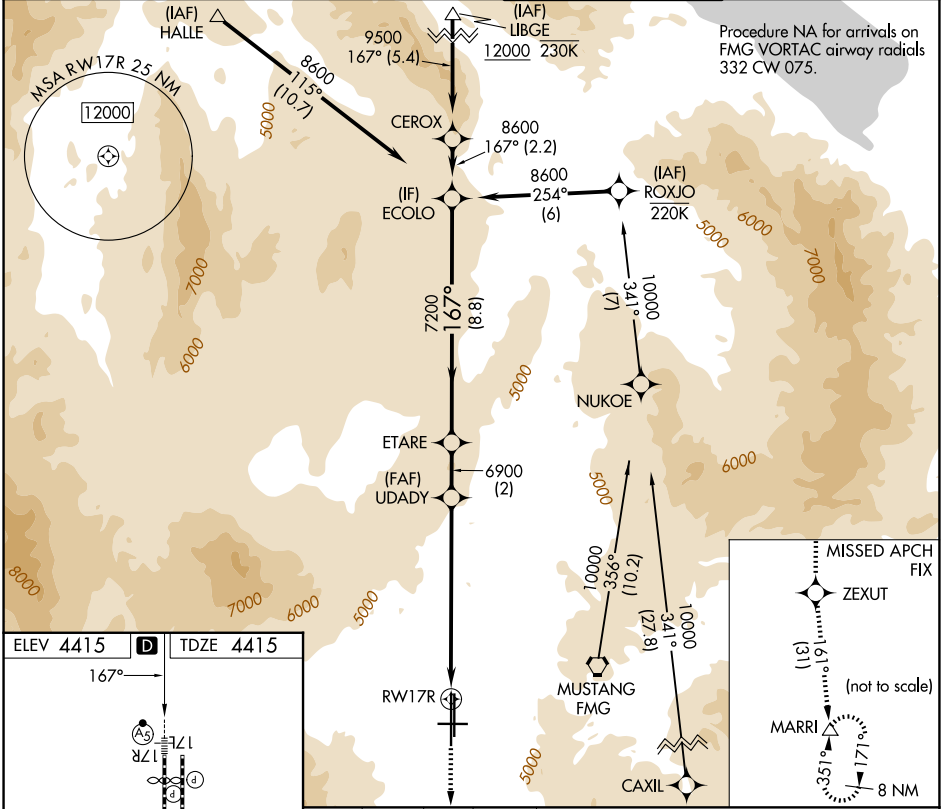 (IAF)
HALLE
(IAF)
LIBGE
12000 230K
9500
167° (5.4)
Procedure NA for arrivals on
FMG VORTAC airway radials
332 CW 075.
MSA RW17R 25 NM
12000
8600
115°
(10.7)
5000
CEROX
8600
167° (2.2)
(IF)
ECOLO
8600
254°
(6)
(IAF)
ROXJO
220K
6000
5000
7000
7000
6000
7200
167°
(8.8)
10000
341°
(7)
5000
NUKOE
ETARE
6900
(2)
(FAF)
UDADY
6000
5000
8000
7000
6000
5000
10000
356°
(10.2)
10000
341°
(27.8)
MUSTANG
FMG
RW17R
5000
CAXIL
MISSED APCH
FIX
ZEXUT
161°
(31)
(not to scale)
MARRI
351°
171°
8 NM
ELEV 4415
D
TDZE 4415
167°
A5
17R
17L
P
P